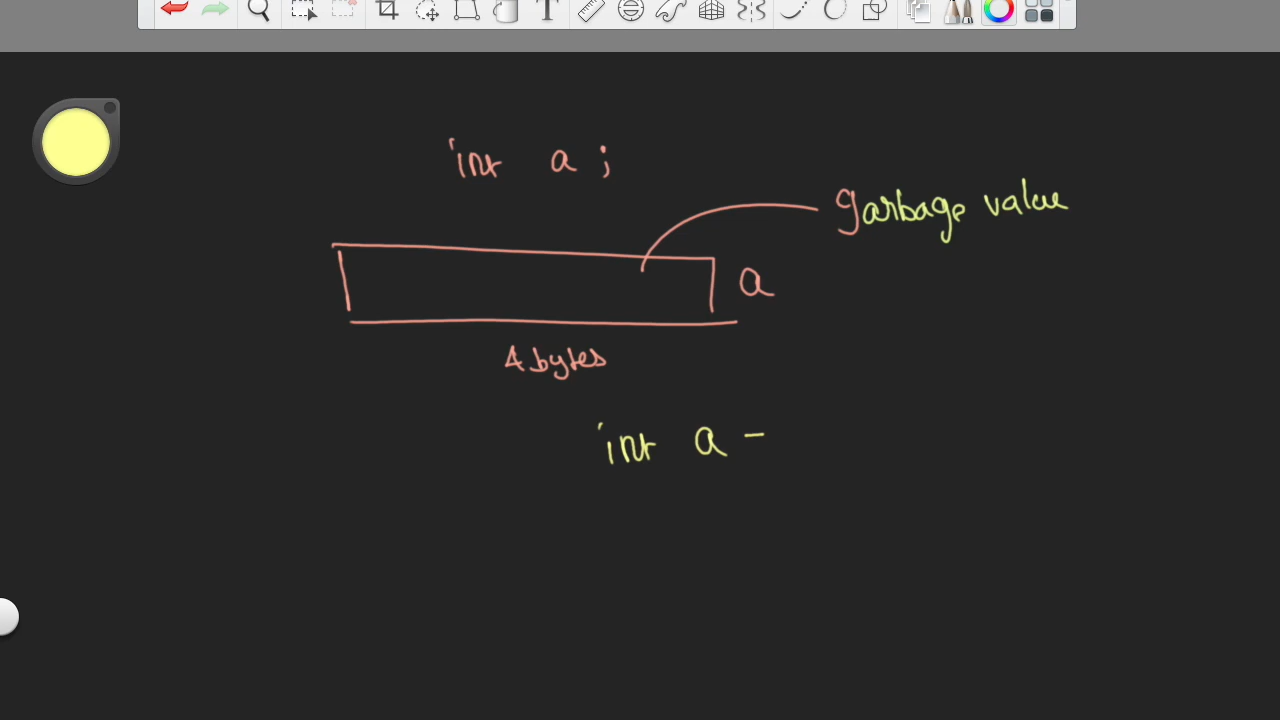 int a ;
garbage value
a
4 bytes
int a -